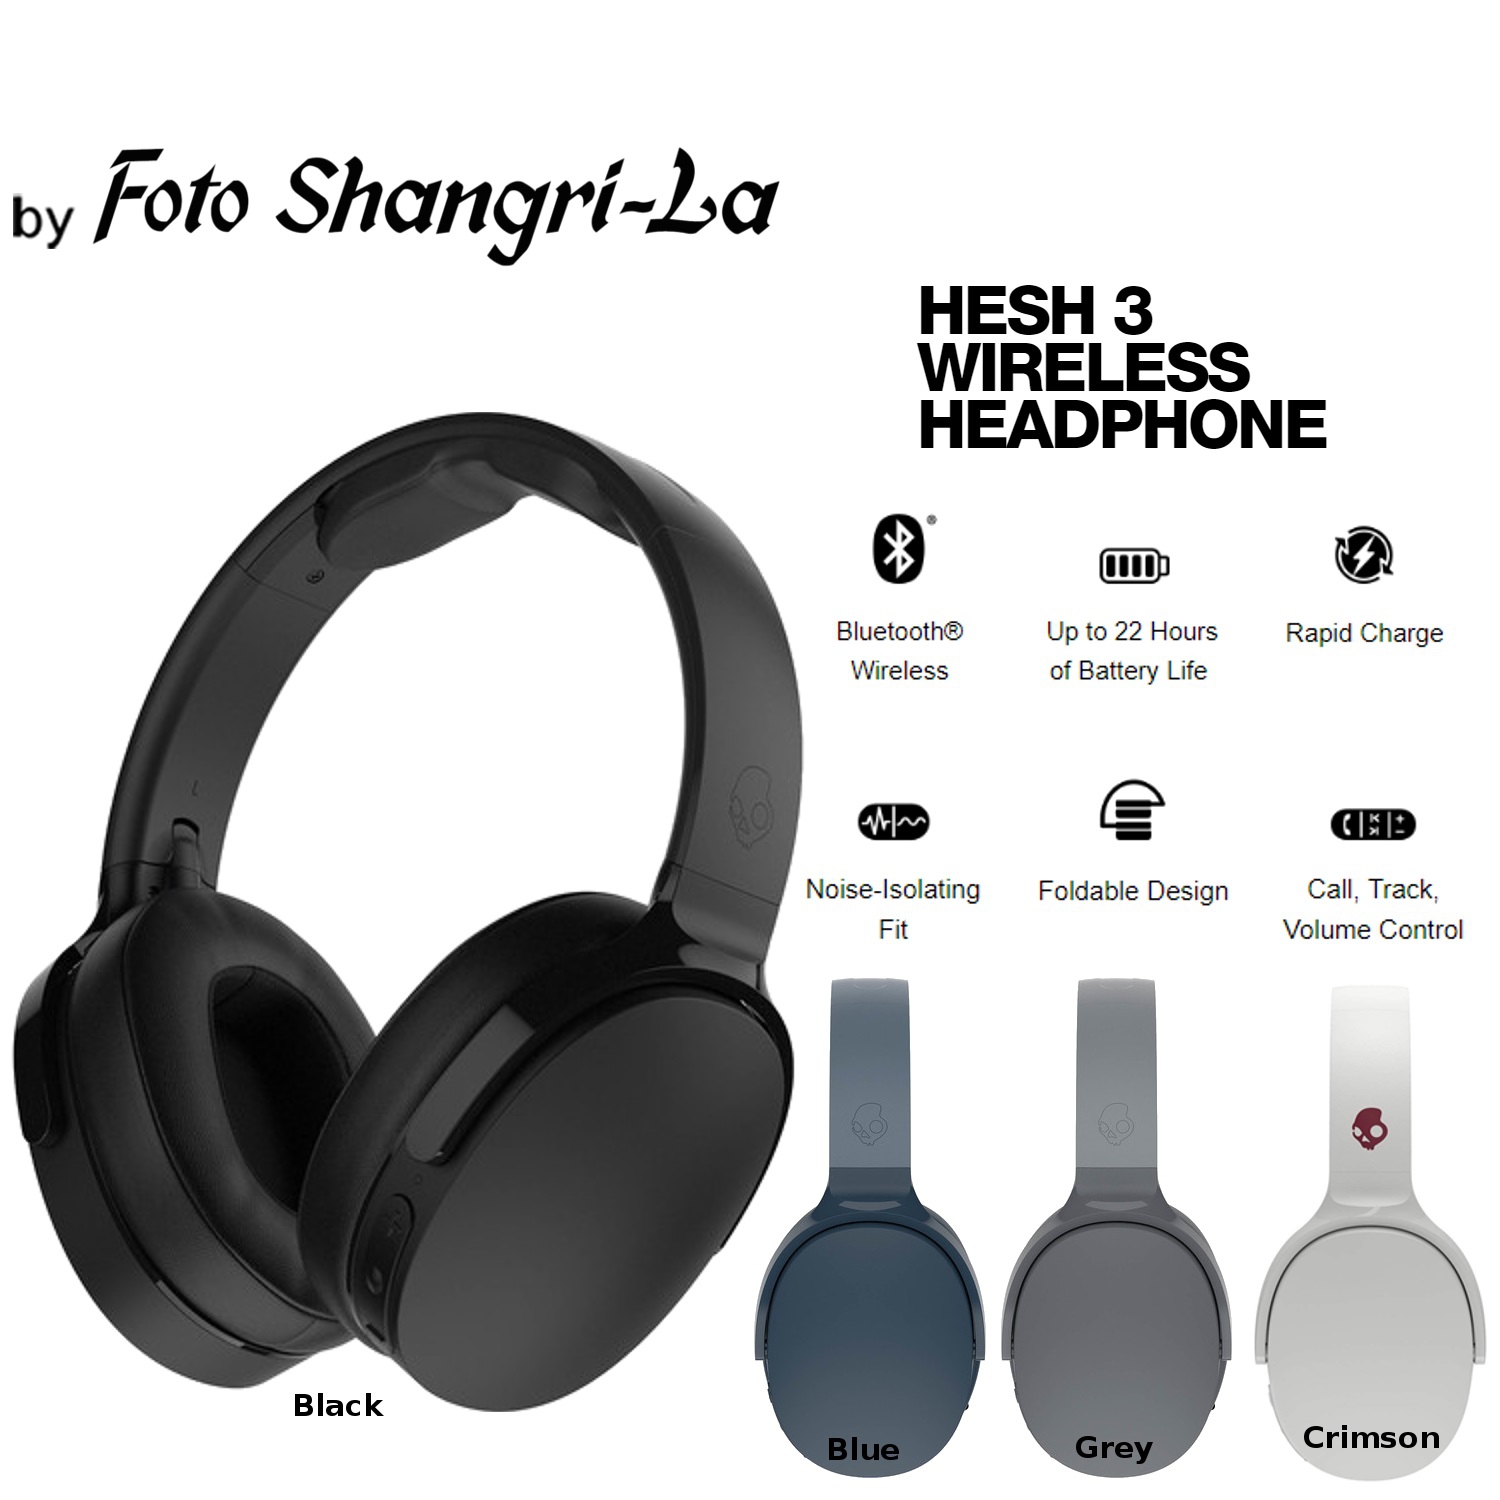 by Foto Shangri-La
HESH 3
WIRELESS
HEADPHONE
®
Bluetooth®
Wireless
Up to 22 Hours
of Battery Life
Rapid Charge
Noise-Isolating
Fit
Foldable Design
Call, Track,
Volume Control
L
Black
Blue
Grey
Crimson